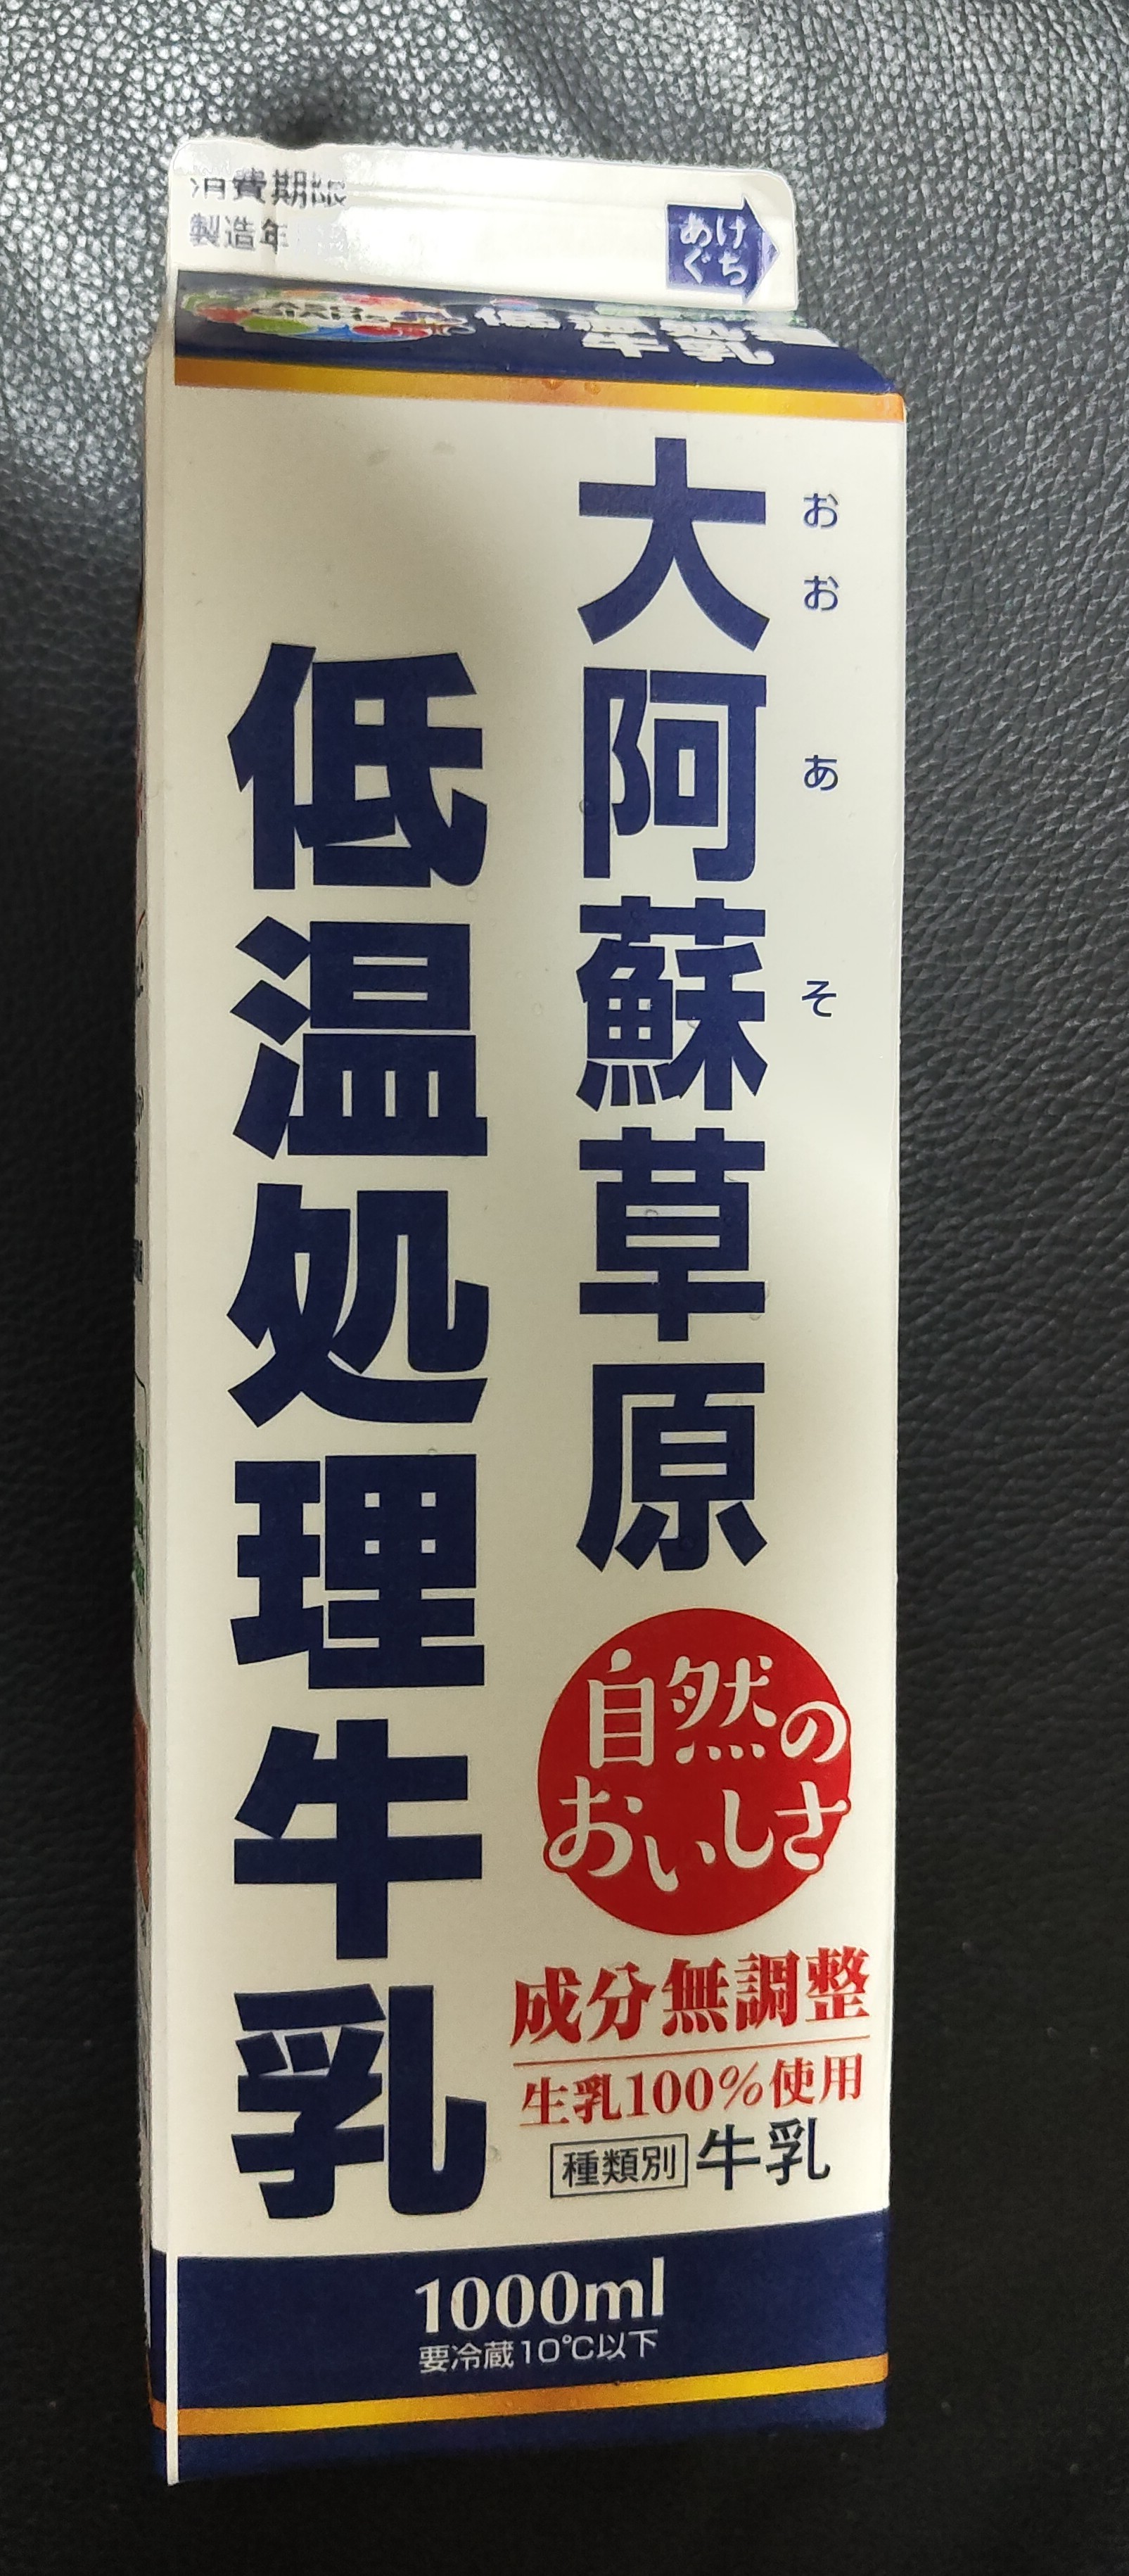 消費期限
製造年
あけ
ぐち
牛乳
おおあそ
大阿蘇草原
低温処理牛乳
自然の
おいしさ
成分無調整
生乳100%使用
種類別 牛乳
1000ml
要冷蔵10℃以下